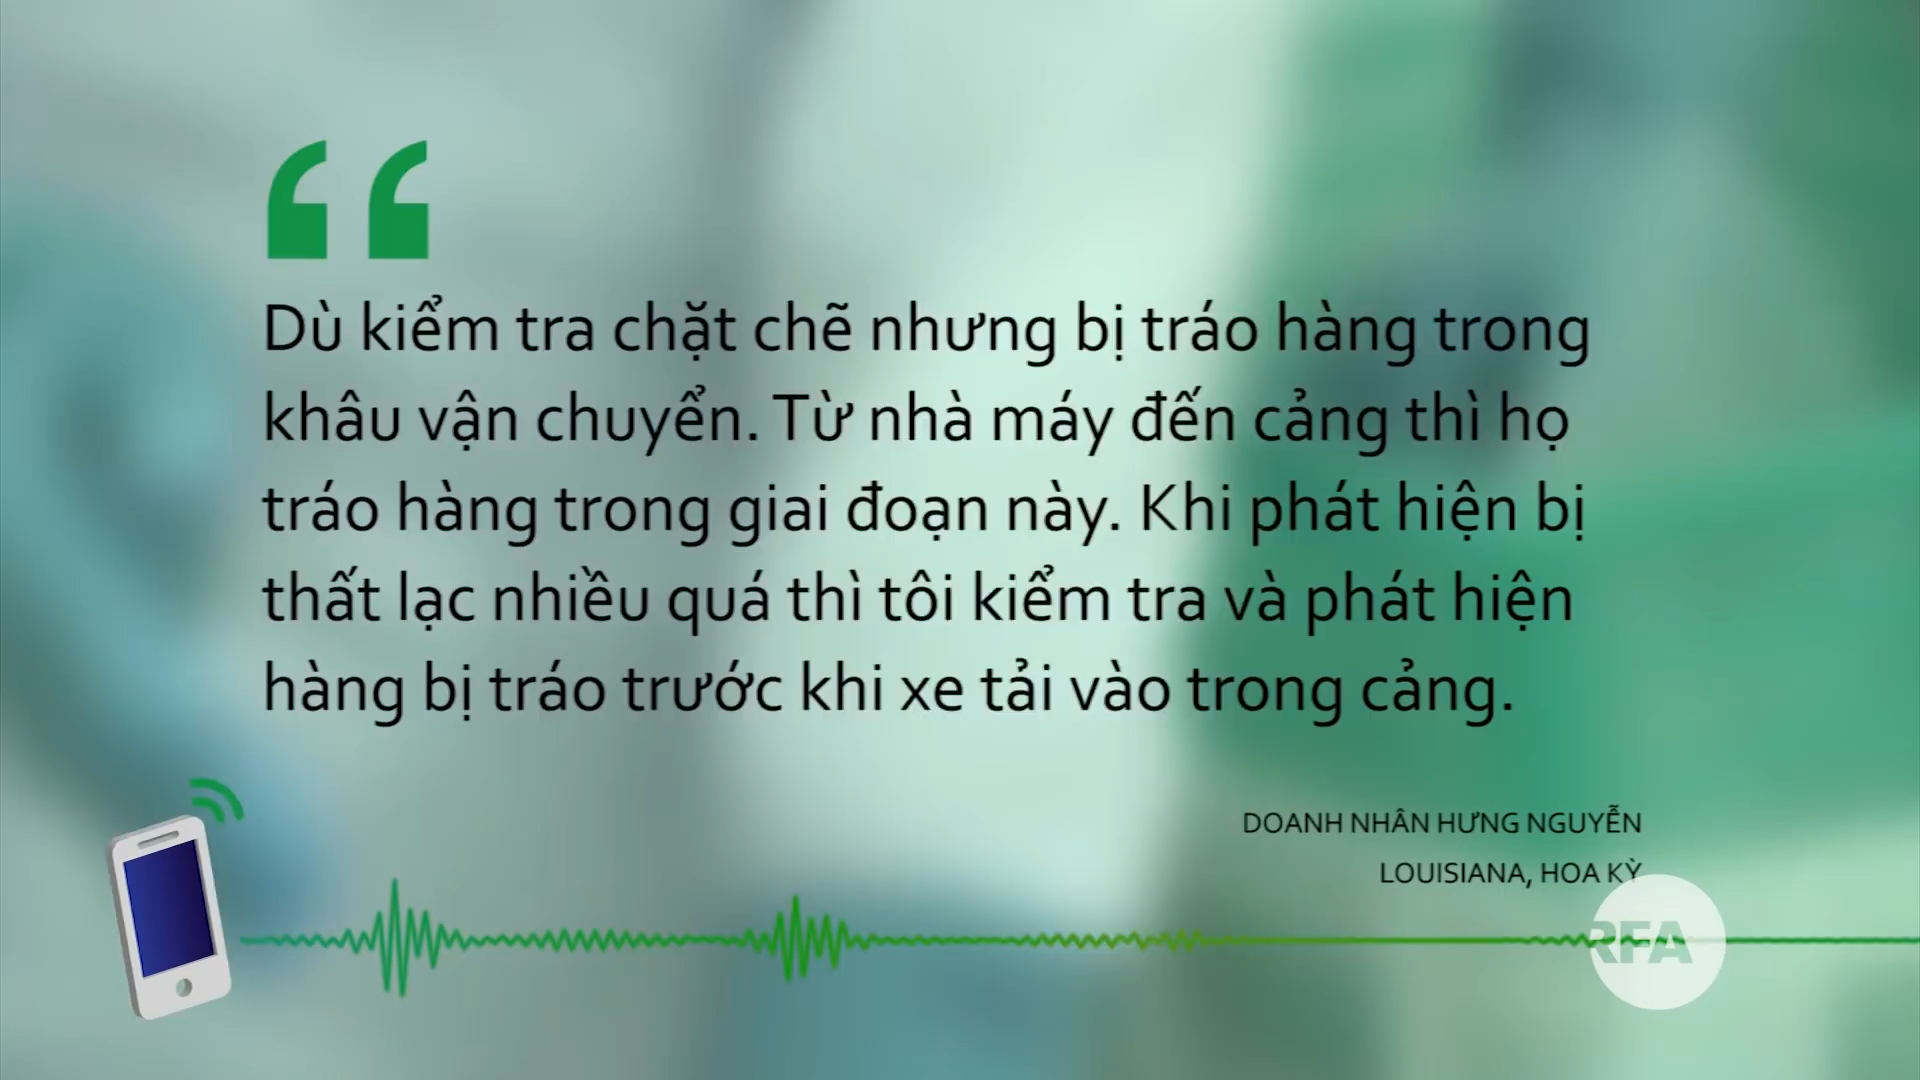 “
Dù kiểm tra chặt chẽ nhưng bị tráo hàng trong
khâu vận chuyển. Từ nhà máy đến cảng thì họ
tráo hàng trong giai đoạn này. Khi phát hiện bị
thất lạc nhiều quá thì tôi kiểm tra và phát hiện
hàng bị tráo trước khi xe tải vào trong cảng.
DOANH NHÂN HƯNG NGUYỄN
LOUISIANA, HOA KỲ
RFA